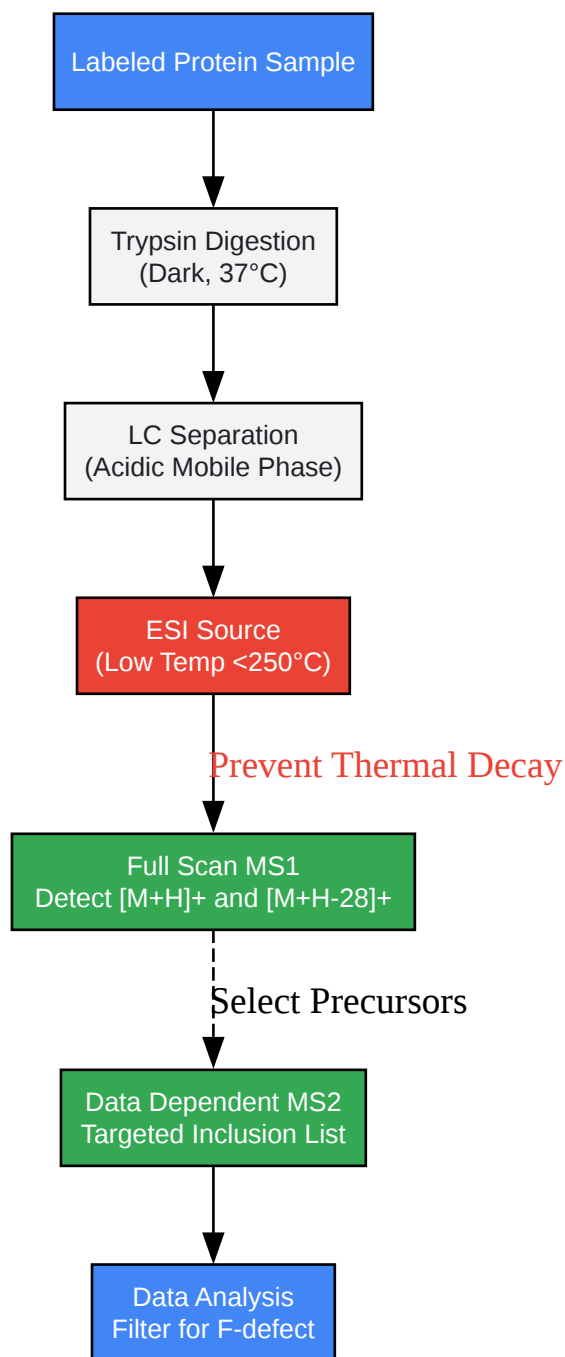 Labeled Protein Sample
Trypsin Digestion
(Dark, 37°C)
LC Separation
(Acidic Mobile Phase)
ESI Source
(Low Temp <250°C)
Prevent Thermal Decay
Full Scan MS1
Detect [M+H]+ and [M+H-28]+
Select Precursors
Data Dependent MS2
Targeted Inclusion List
Data Analysis
Filter for F-defect